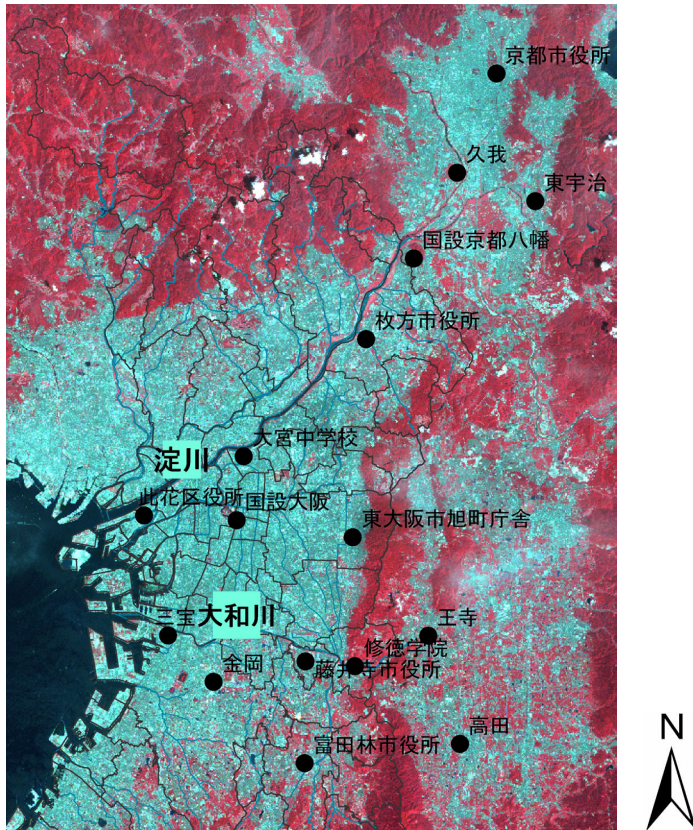 京都市役所
久我
東宇治
国設京都八幡
枚方市役所
大宮中学校
淀川
此花区役所
国設大阪
東大阪市旭町庁舎
三宝
大和川
王寺
修徳学院
藤井寺市役所
金岡
高田
富田林市役所
N